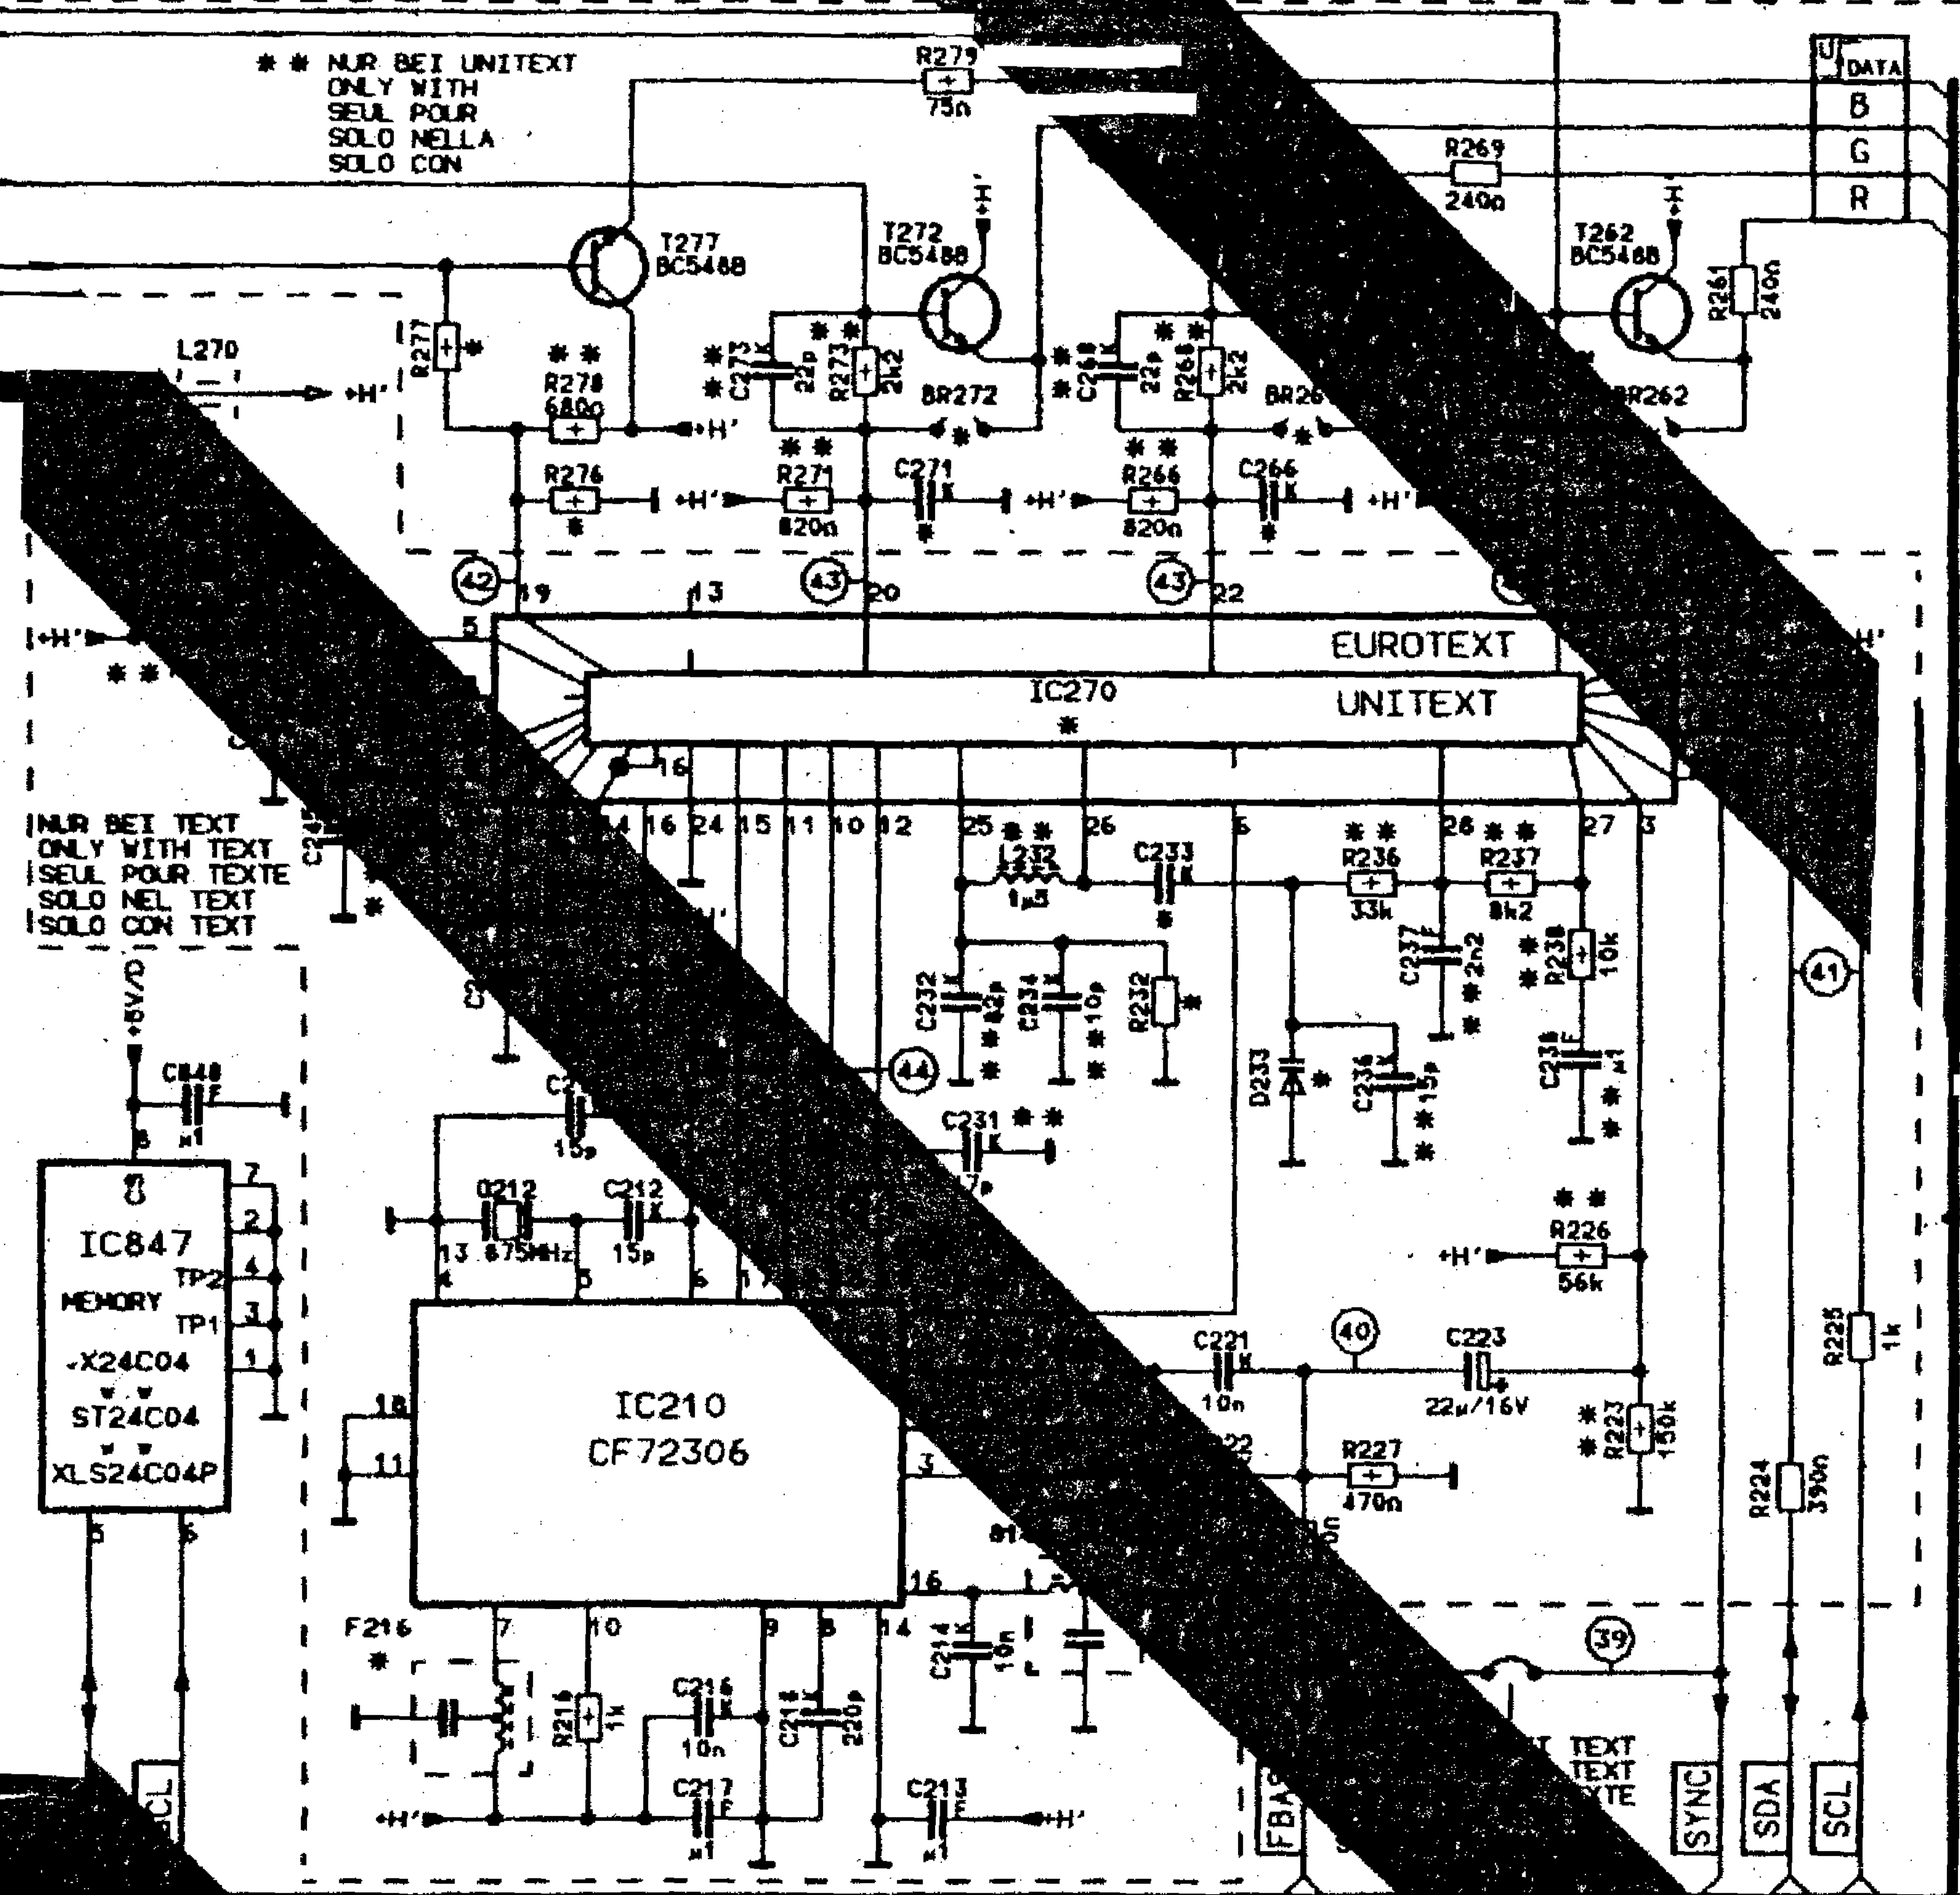 ** NUR BEI UNITEXT
ONLY WITH
SEUL POUR
SOLO NELLA
SOLO CON
R279
75n
DATA
B
G
R
R269
240n
+H'
+H'
T277
BC548B
T272
BC548B
T262
BC548B
R261
240n
L270
+H'
R277
*
**
R278
680n
+H'
**
C273
K
22p
**
R273
2k2
BR272
*
**
C268
K
22p
**
R268
2k2
*
BR262
R276
*
+H'
**
R271
820n
C271
K
*
+H'
**
R266
820n
C266
K
*
+H'
42
19
13
43
20
43
22
+H'
5
EUROTEXT
IC270
*
UNITEXT
16
NUR BEI TEXT
ONLY WITH TEXT
SEUL POUR TEXTE
SOLO NEL TEXT
SOLO CON TEXT
16
24
15
11
10
12
25
26
6
28
27
3
**
L232
1µ5
C233
K
*
**
R236
33k
**
R237
8k2
C232
K
**
82p
C234
K
**
10p
R232
*
C237
F
**
2n2
**
R238
10k
D233
*
C236
K
**
15p
C238
F
**
µ1
41
44
+5V/D
C848
F
µ1
8
15p
C231
K
**
Q212
13.875MHz
C212
K
15p
4
5
6
IC847
MEMORY
X24C04
ST24C04
XLS24C04P
7
2
TP2
4
TP1
3
1
5
6
+H'
**
R226
56k
IC210
CF72306
18
11
3
16
C221
K
10n
40
C223
+
22µ/16V
**
R223
150k
R227
470n
R224
390n
R225
1k
F216
*
7
10
9
8
14
R216
1k
C216
K
10n
C218
K
220p
C214
K
10n
39
+H'
C217
F
µ1
C213
F
µ1
+H'
TEXT
TEXT
SYNC
SDA
SCL